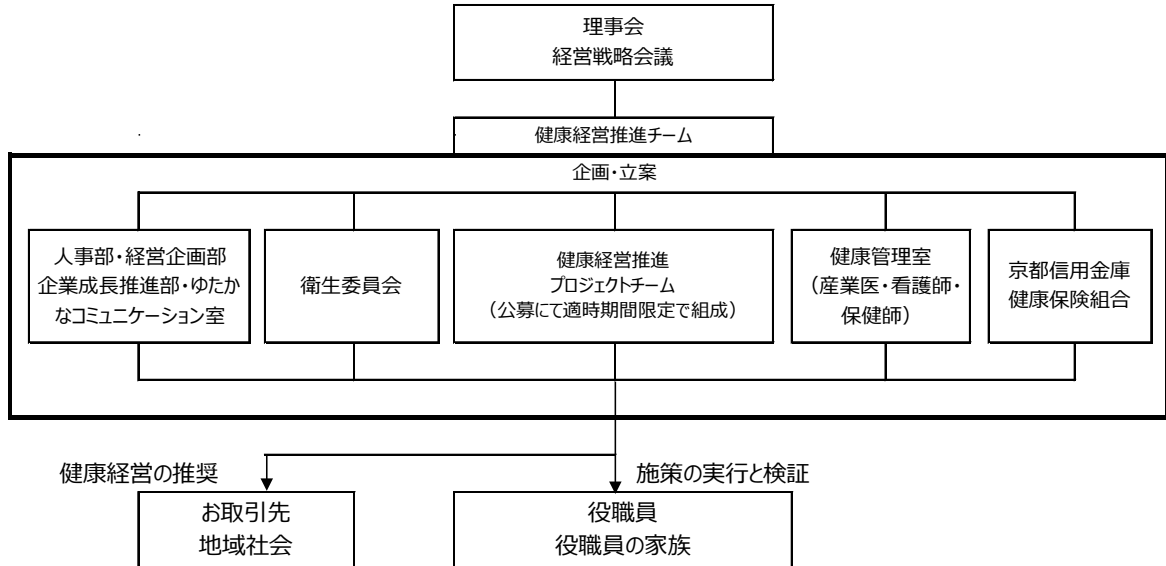 理事会
経営戦略会議
健康経営推進チーム
企画・立案
人事部・経営企画部
企業成長推進部・ゆたか
なコミュニケーション室
衛生委員会
健康経営推進
プロジェクトチーム
（公募にて適時期間限定で組成）
健康管理室
（産業医・看護師・
保健師）
京都信用金庫
健康保険組合
健康経営の推奨
施策の実行と検証
お取引先
地域社会
役職員
役職員の家族